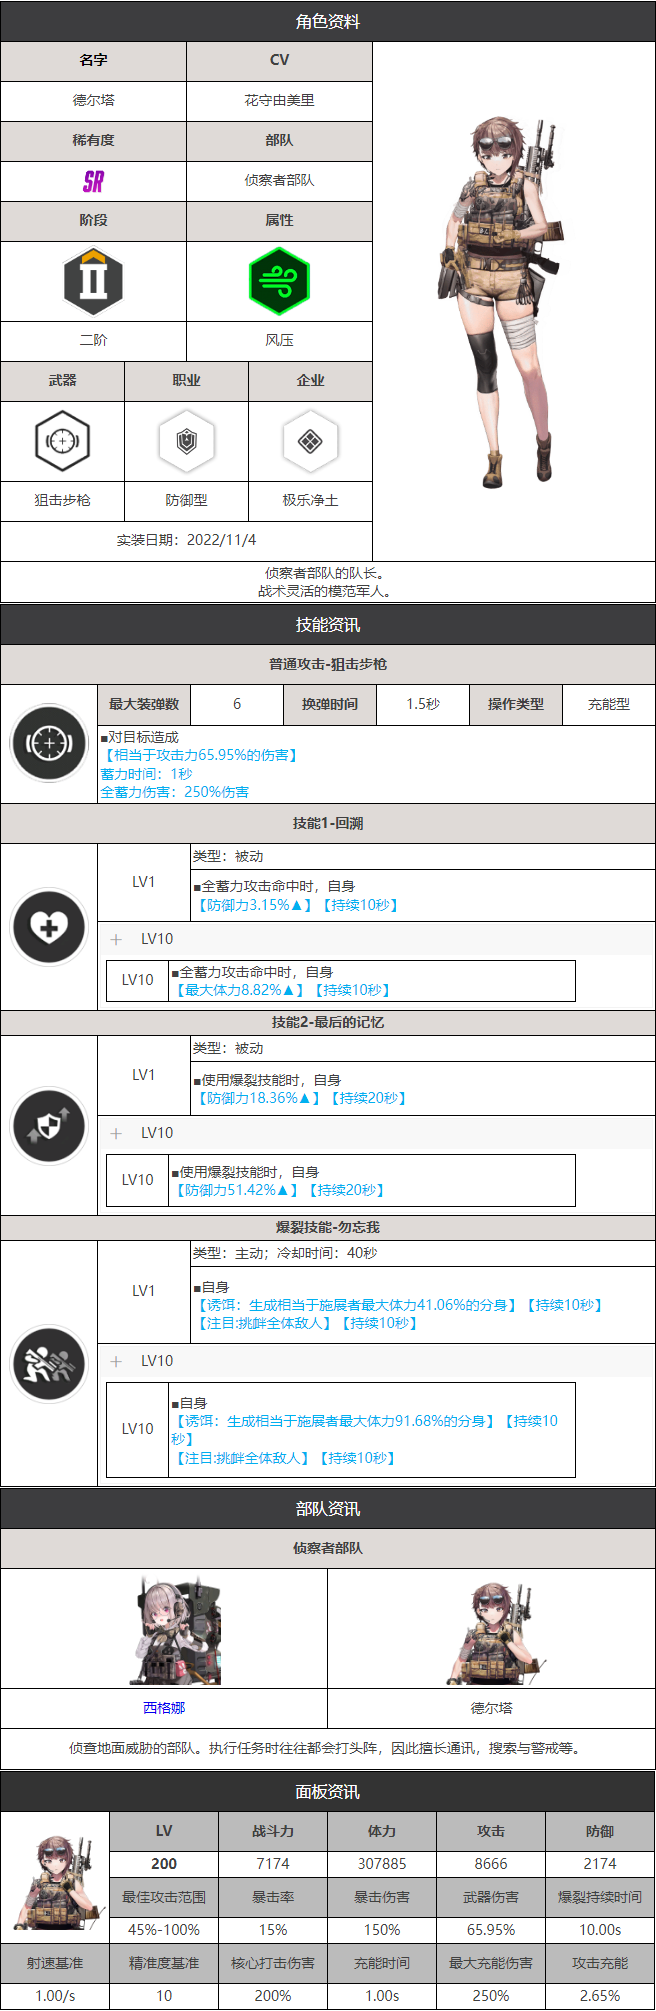 角色资料
名字
CV
德尔塔
花守由美里
稀有度
部队
SR
侦察者部队
阶段
属性
II
二阶
风压
武器
职业
企业
狙击步枪
防御型
极乐净土
实装日期：2022/11/4
侦察者部队的队长。
战术灵活的模范军人。
技能资讯
普通攻击-狙击步枪
最大装弹数
6
换弹时间
1.5秒
操作类型
充能型
■对目标造成
【相当于攻击力65.95%的伤害】
蓄力时间：1秒
全蓄力伤害：250%伤害
技能1-回溯
LV1
类型：被动
■全蓄力攻击命中时，自身
【防御力3.15%▲】【持续10秒】
+ LV10
LV10
■全蓄力攻击命中时，自身
【最大体力8.82%▲】【持续10秒】
技能2-最后的记忆
LV1
类型：被动
■使用爆裂技能时，自身
【防御力18.36%▲】【持续20秒】
+ LV10
LV10
■使用爆裂技能时，自身
【防御力51.42%▲】【持续20秒】
爆裂技能-勿忘我
LV1
类型：主动；冷却时间：40秒
■自身
【诱饵：生成相当于施展者最大体力41.06%的分身】【持续10秒】
【注目:挑衅全体敌人】【持续10秒】
+ LV10
LV10
■自身
【诱饵：生成相当于施展者最大体力91.68%的分身】【持续10
秒】
【注目:挑衅全体敌人】【持续10秒】
部队资讯
侦察者部队
西格娜
德尔塔
侦查地面威胁的部队。执行任务时往往都会打头阵，因此擅长通讯，搜索与警戒等。
面板资讯
LV
战斗力
体力
攻击
防御
200
7174
307885
8666
2174
最佳攻击范围
暴击率
暴击伤害
武器伤害
爆裂持续时间
45%-100%
15%
150%
65.95%
10.00s
射速基准
精准度基准
核心打击伤害
充能时间
最大充能伤害
攻击充能
1.00/s
10
200%
1.00s
250%
2.65%